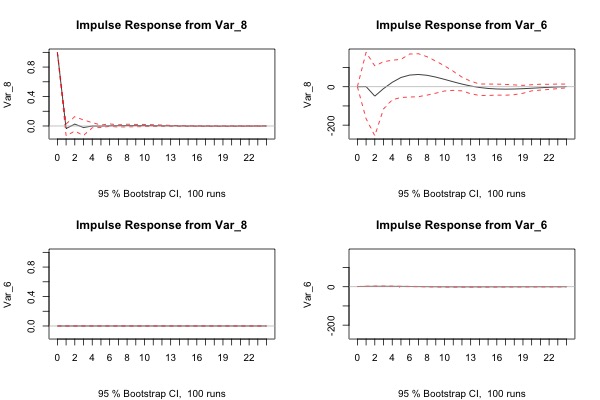 Impulse Response from Var_8
Var_8
0.8
0.4
0.0
0 2 4 6 8 10 13 16 19 22
95 % Bootstrap CI, 100 runs
Impulse Response from Var_6
Var_8
0
-200
0 2 4 6 8 10 13 16 19 22
95 % Bootstrap CI, 100 runs
Impulse Response from Var_8
Var_6
0.8
0.4
0.0
0 2 4 6 8 10 13 16 19 22
95 % Bootstrap CI, 100 runs
Impulse Response from Var_6
Var_6
0
-200
0 2 4 6 8 10 13 16 19 22
95 % Bootstrap CI, 100 runs